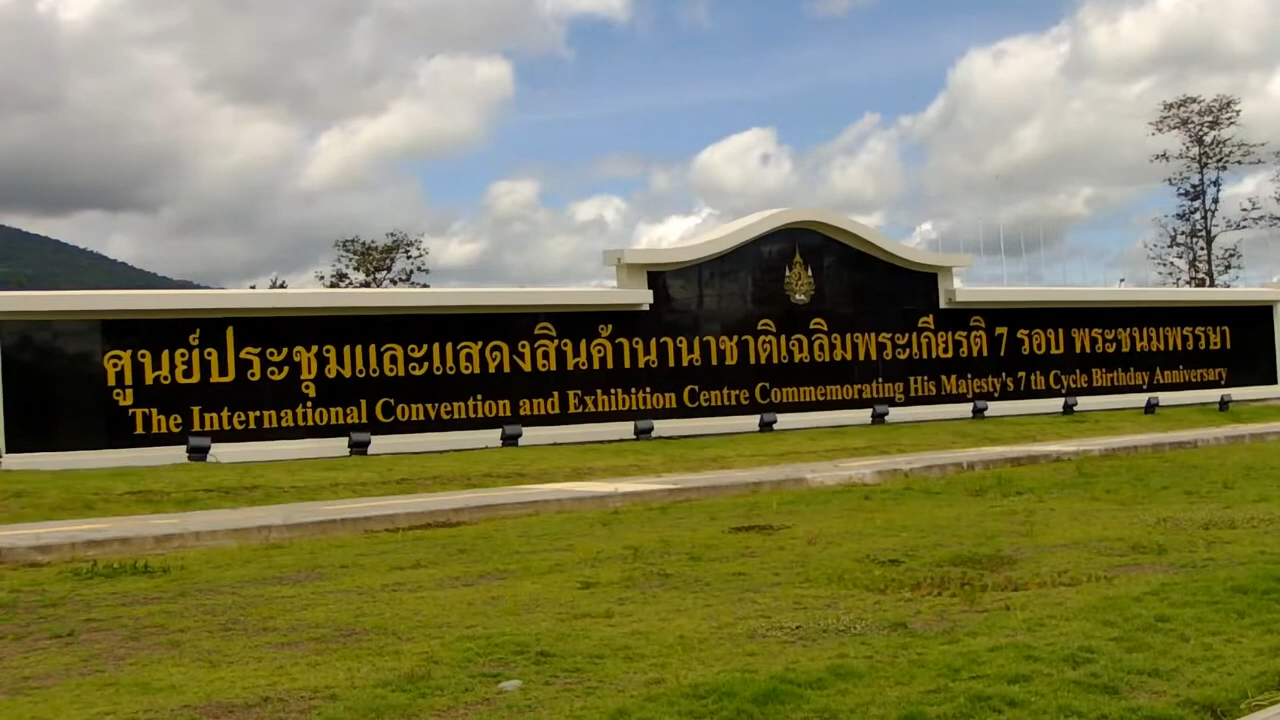 ศูนย์ประชุมและแสดงสินค้านานาชาติเฉลิมพระเกียรติ 7 รอบ พระชนมพรรษา
The International Convention and Exhibition Centre Commemorating His Majesty's 7 th Cycle Birthday Anniversary